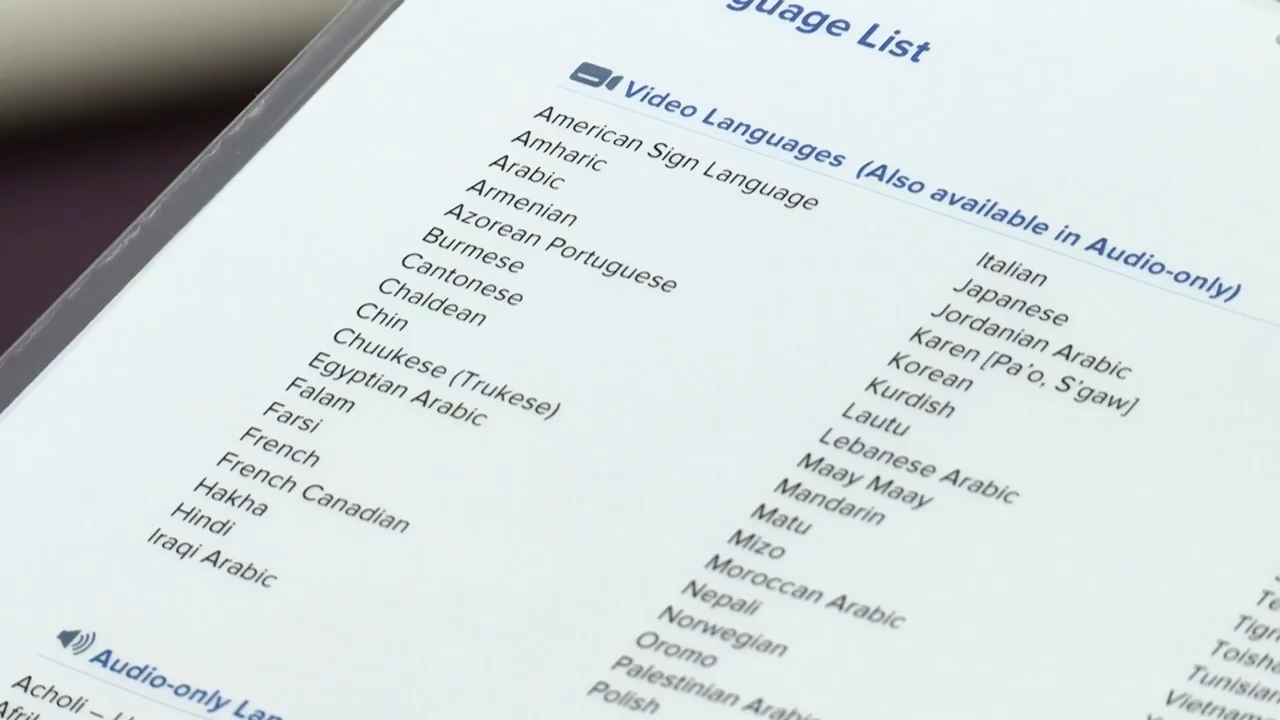 List
Video Languages (Also available in Audio-only)
American Sign Language
Amharic
Arabic
Armenian
Azorean Portuguese
Burmese
Cantonese
Chaldean
Chin
Chuukese (Trukese)
Egyptian Arabic
Falam
Farsi
French
French Canadian
Hakha
Hindi
Iraqi Arabic
Italian
Japanese
Jordanian Arabic
Karen [Pa'o, S'gaw]
Korean
Kurdish
Lautu
Lebanese Arabic
Maay Maay
Mandarin
Matu
Mizo
Moroccan Arabic
Nepali
Norwegian
Oromo
Palestinian
Polish
Audio-only
Acholi –